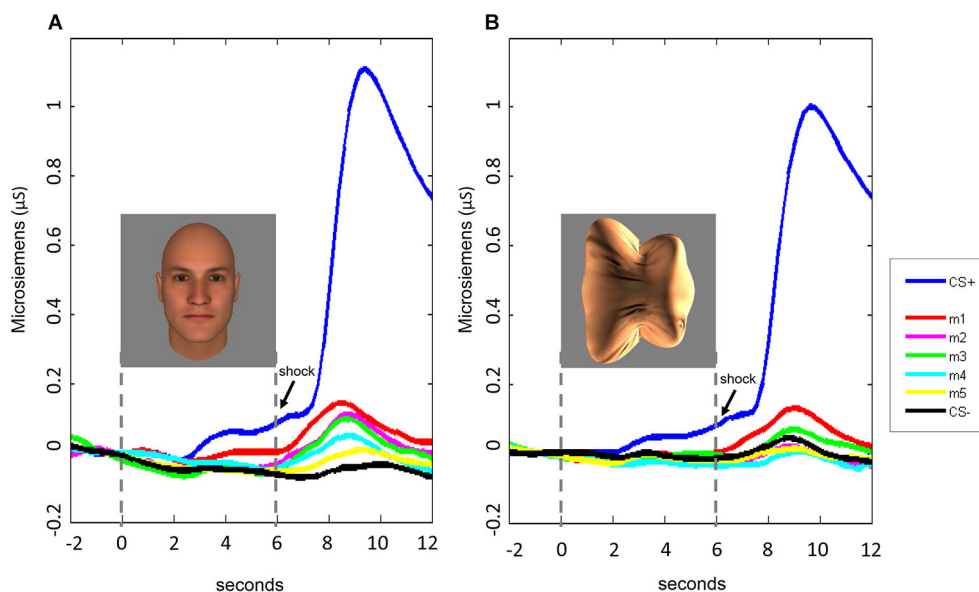 A
B
Microsiemens (µS)
1
0.8
0.6
0.4
0.2
0
-0.2
shock
-2 0 2 4 6 8 10 12
seconds
Microsiemens (µS)
1
0.8
0.6
0.4
0.2
0
-0.2
shock
-2 0 2 4 6 8 10 12
seconds
CS+
m1
m2
m3
m4
m5
CS-